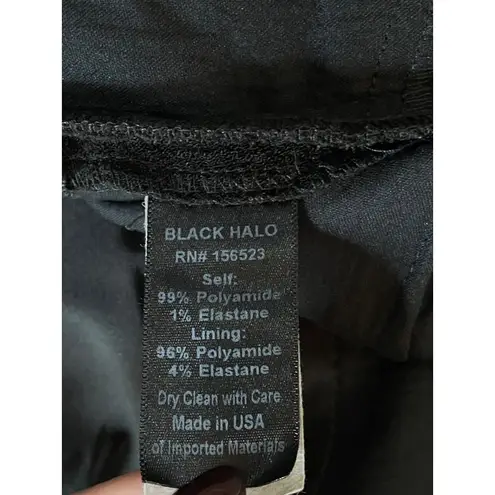 BLACK HALO
RN# 156523
Self:
99% Polyamide
1% Elastane
Lining:
96% Polyamide
4% Elastane
Dry Clean with Care
Made in USA
of Imported Materials